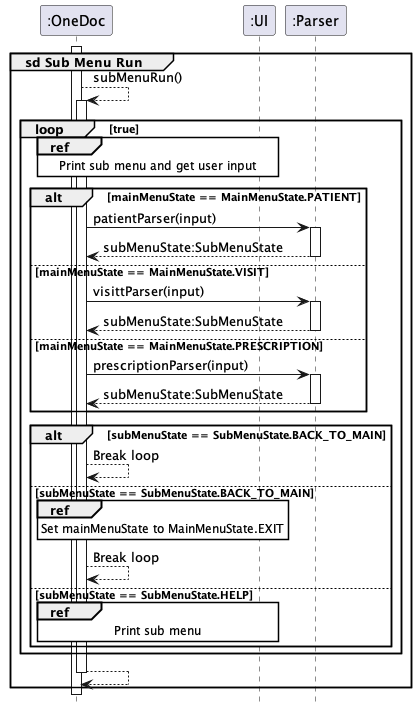 :OneDoc :UI :Parser
sd Sub Menu Run
subMenuRun()
loop [true]
ref
Print sub menu and get user input
alt [mainMenuState == MainMenuState.PATIENT]
patientParser(input)
subMenuState:SubMenuState
[mainMenuState == MainMenuState.VISIT]
visittParser(input)
subMenuState:SubMenuState
[mainMenuState == MainMenuState.PRESCRIPTION]
prescriptionParser(input)
subMenuState:SubMenuState
alt [subMenuState == SubMenuState.BACK_TO_MAIN]
Break loop
[subMenuState == SubMenuState.BACK_TO_MAIN]
ref
Set mainMenuState to MainMenuState.EXIT
Break loop
[subMenuState == SubMenuState.HELP]
ref
Print sub menu